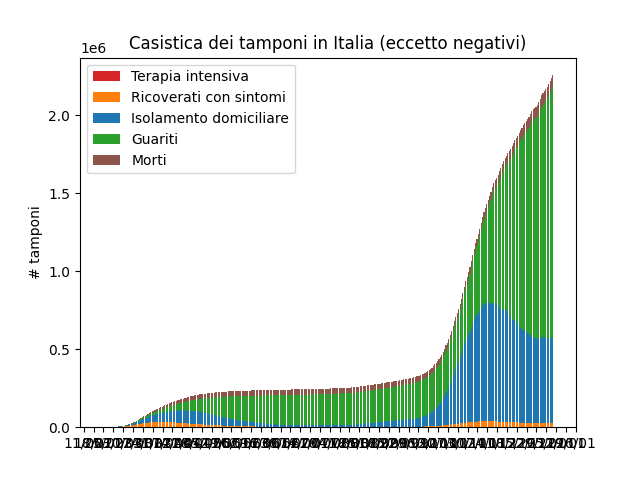 Casistica dei tamponi in Italia (eccetto negativi)
1e6
Terapia intensiva
Ricoverati con sintomi
Isolamento domiciliare
Guariti
Morti
2.0
1.5
1.0
0.5
0.0
# tamponi